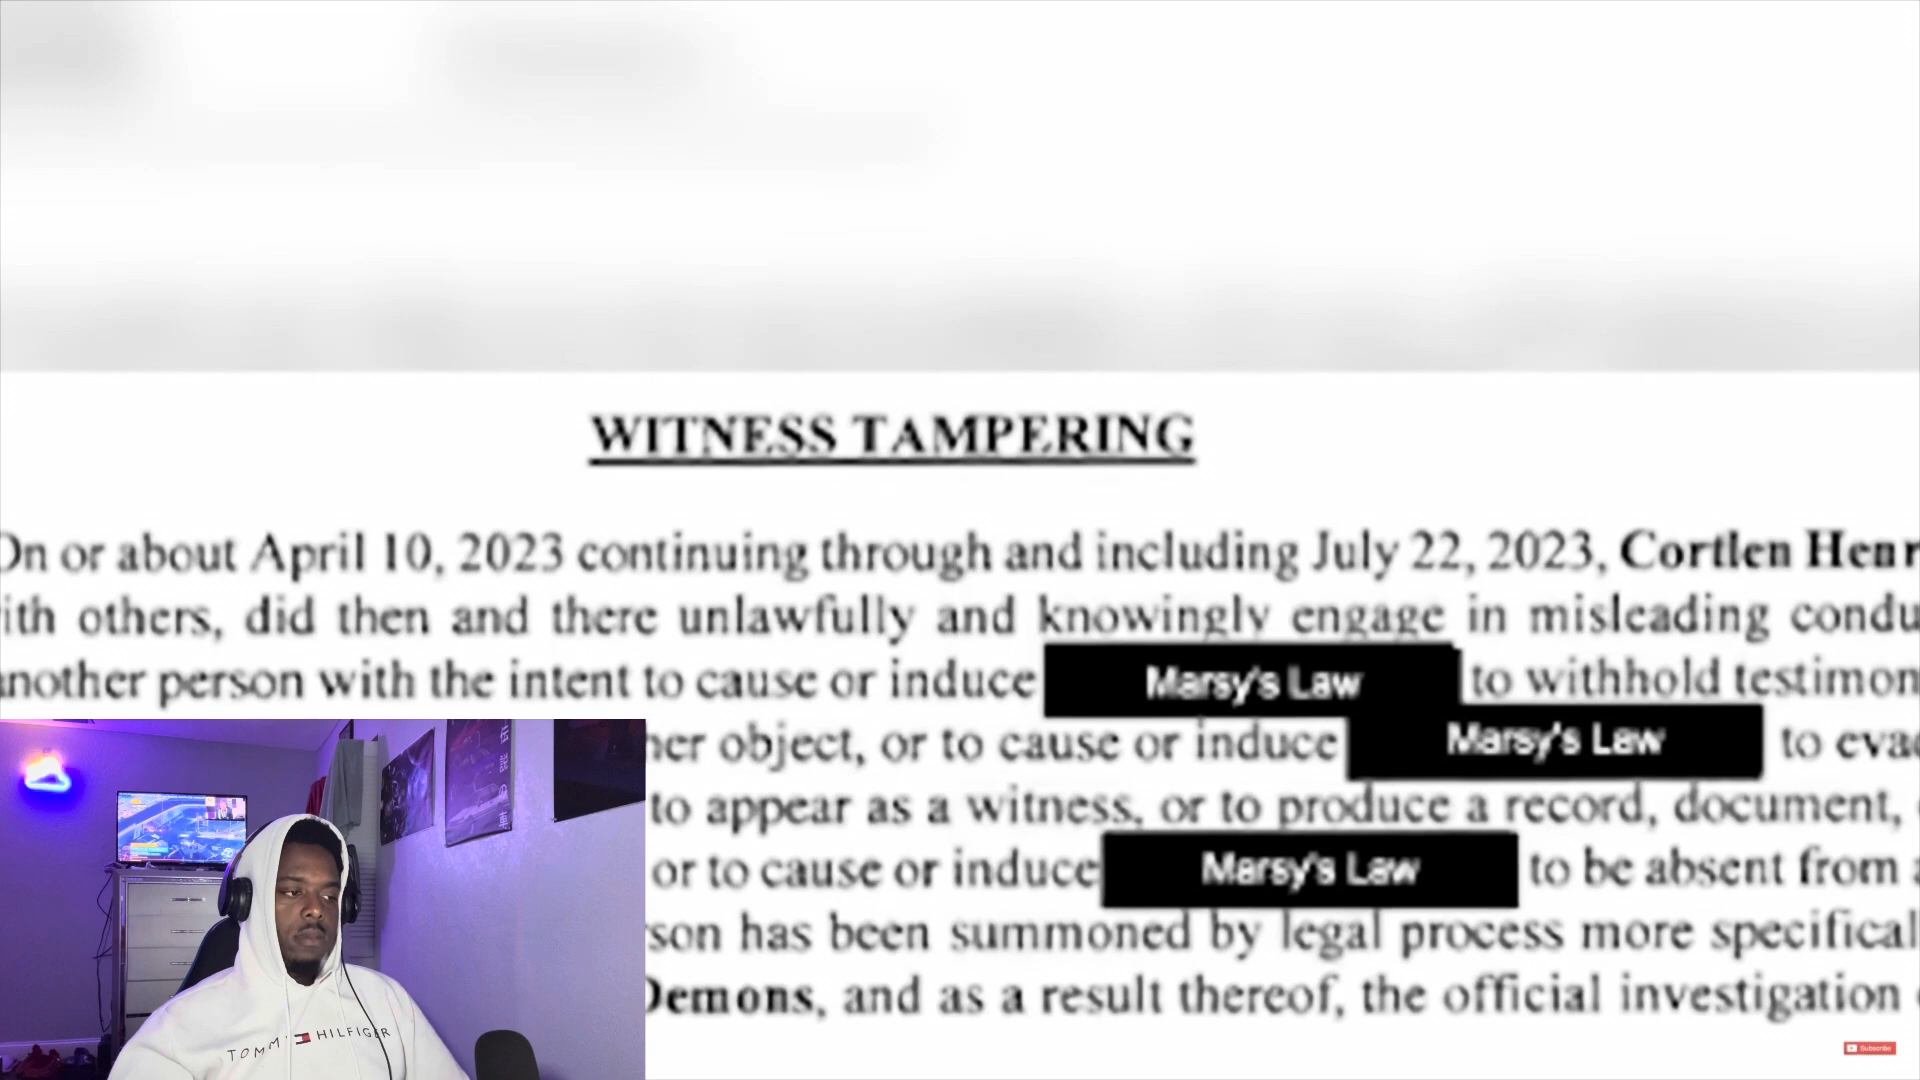 WITNESS TAMPERING
On or about April 10, 2023 continuing through and including July 22, 2023, Cortlen Henr
ith others, did then and there unlawfully and knowingly engage in misleading condu
another person with the intent to cause or induce Marsy's Law to withhold testimon
her object, or to cause or induce Marsy's Law to evad
to appear as a witness, or to produce a record, document,
or to cause or induce Marsy's Law to be absent from a
son has been summoned by legal process more specifical
Demons, and as a result thereof, the official investigation
TOMMY HILFIGER
Subscribe